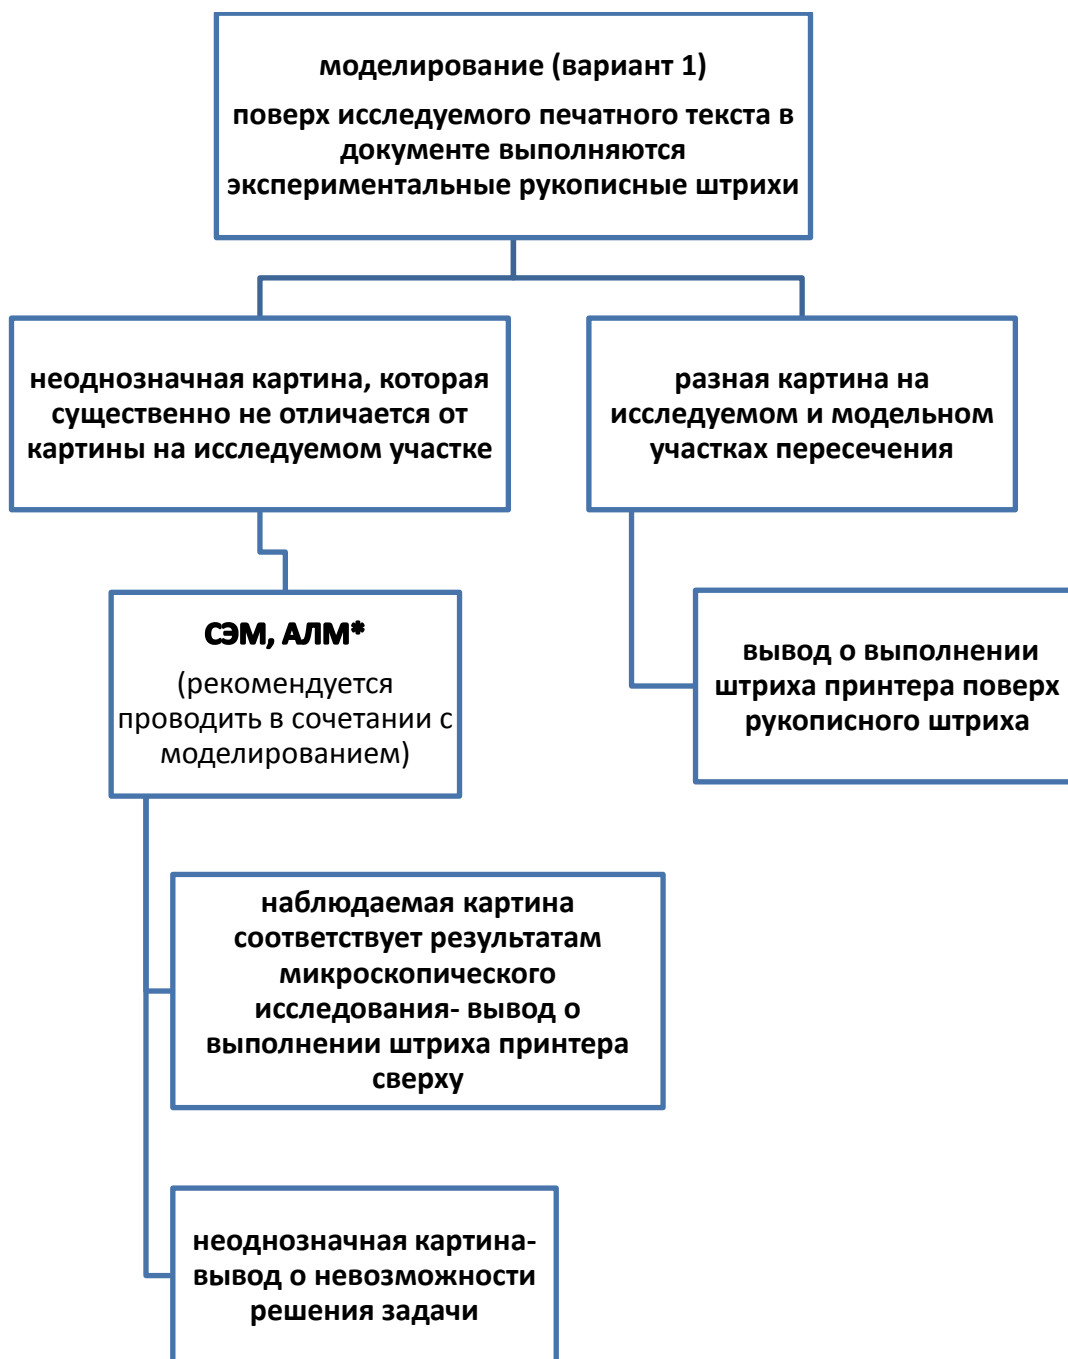 моделирование (вариант 1)
поверх исследуемого печатного текста в
документе выполняются
экспериментальные рукописные штрихи
неоднозначная картина, которая
существенно не отличается от
картины на исследуемом участке
разная картина на
исследуемом и модельном
участках пересечения
СЭМ, АЛМ*
(рекомендуется
проводить в сочетании с
моделированием)
вывод о выполнении
штриха принтера поверх
рукописного штриха
наблюдаемая картина
соответствует результатам
микроскопического
исследования- вывод о
выполнении штриха принтера
сверху
неоднозначная картина-
вывод о невозможности
решения задачи